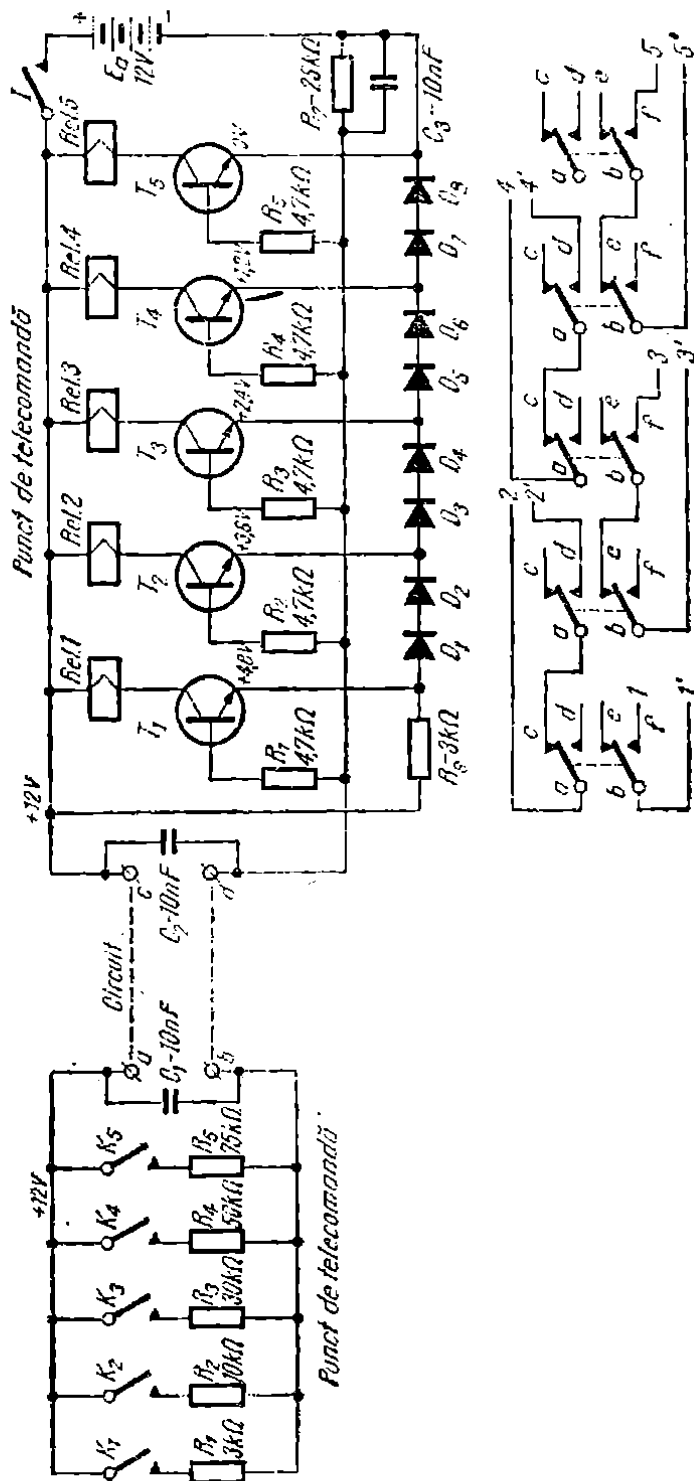 Punct de telecomandă
+12V
K1
K2
K3
K4
K5
R1
3kΩ
R2
10kΩ
R3
30kΩ
R4
50kΩ
R5
75kΩ
Punct de telecomandă
Circuit
a
b
c
d
C1-10nF
C2-10nF
+12V
Rel.1
Rel.2
Rel.3
Rel.4
Rel.5
I
+
-
Ea
12V
T1
T2
T3
T4
T5
+4,8V
+3,6V
+2,4V
+1,2V
0V
R1
4,7kΩ
R2
4,7kΩ
R3
4,7kΩ
R4
4,7kΩ
R5
4,7kΩ
C3-10nF
D1
D2
D3
D4
D5
D6
D7
D8
a
b
c
d
e
f
1
1'
2
2'
a
b
c
d
e
f
3
3'
a
b
c
d
e
f
4
4'
a
b
c
d
e
f
a
b
c
d
e
f
5
5'